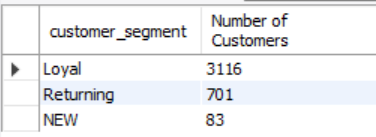 customer_segment Number of
Customers
Loyal 3116
Returning 701
NEW 83